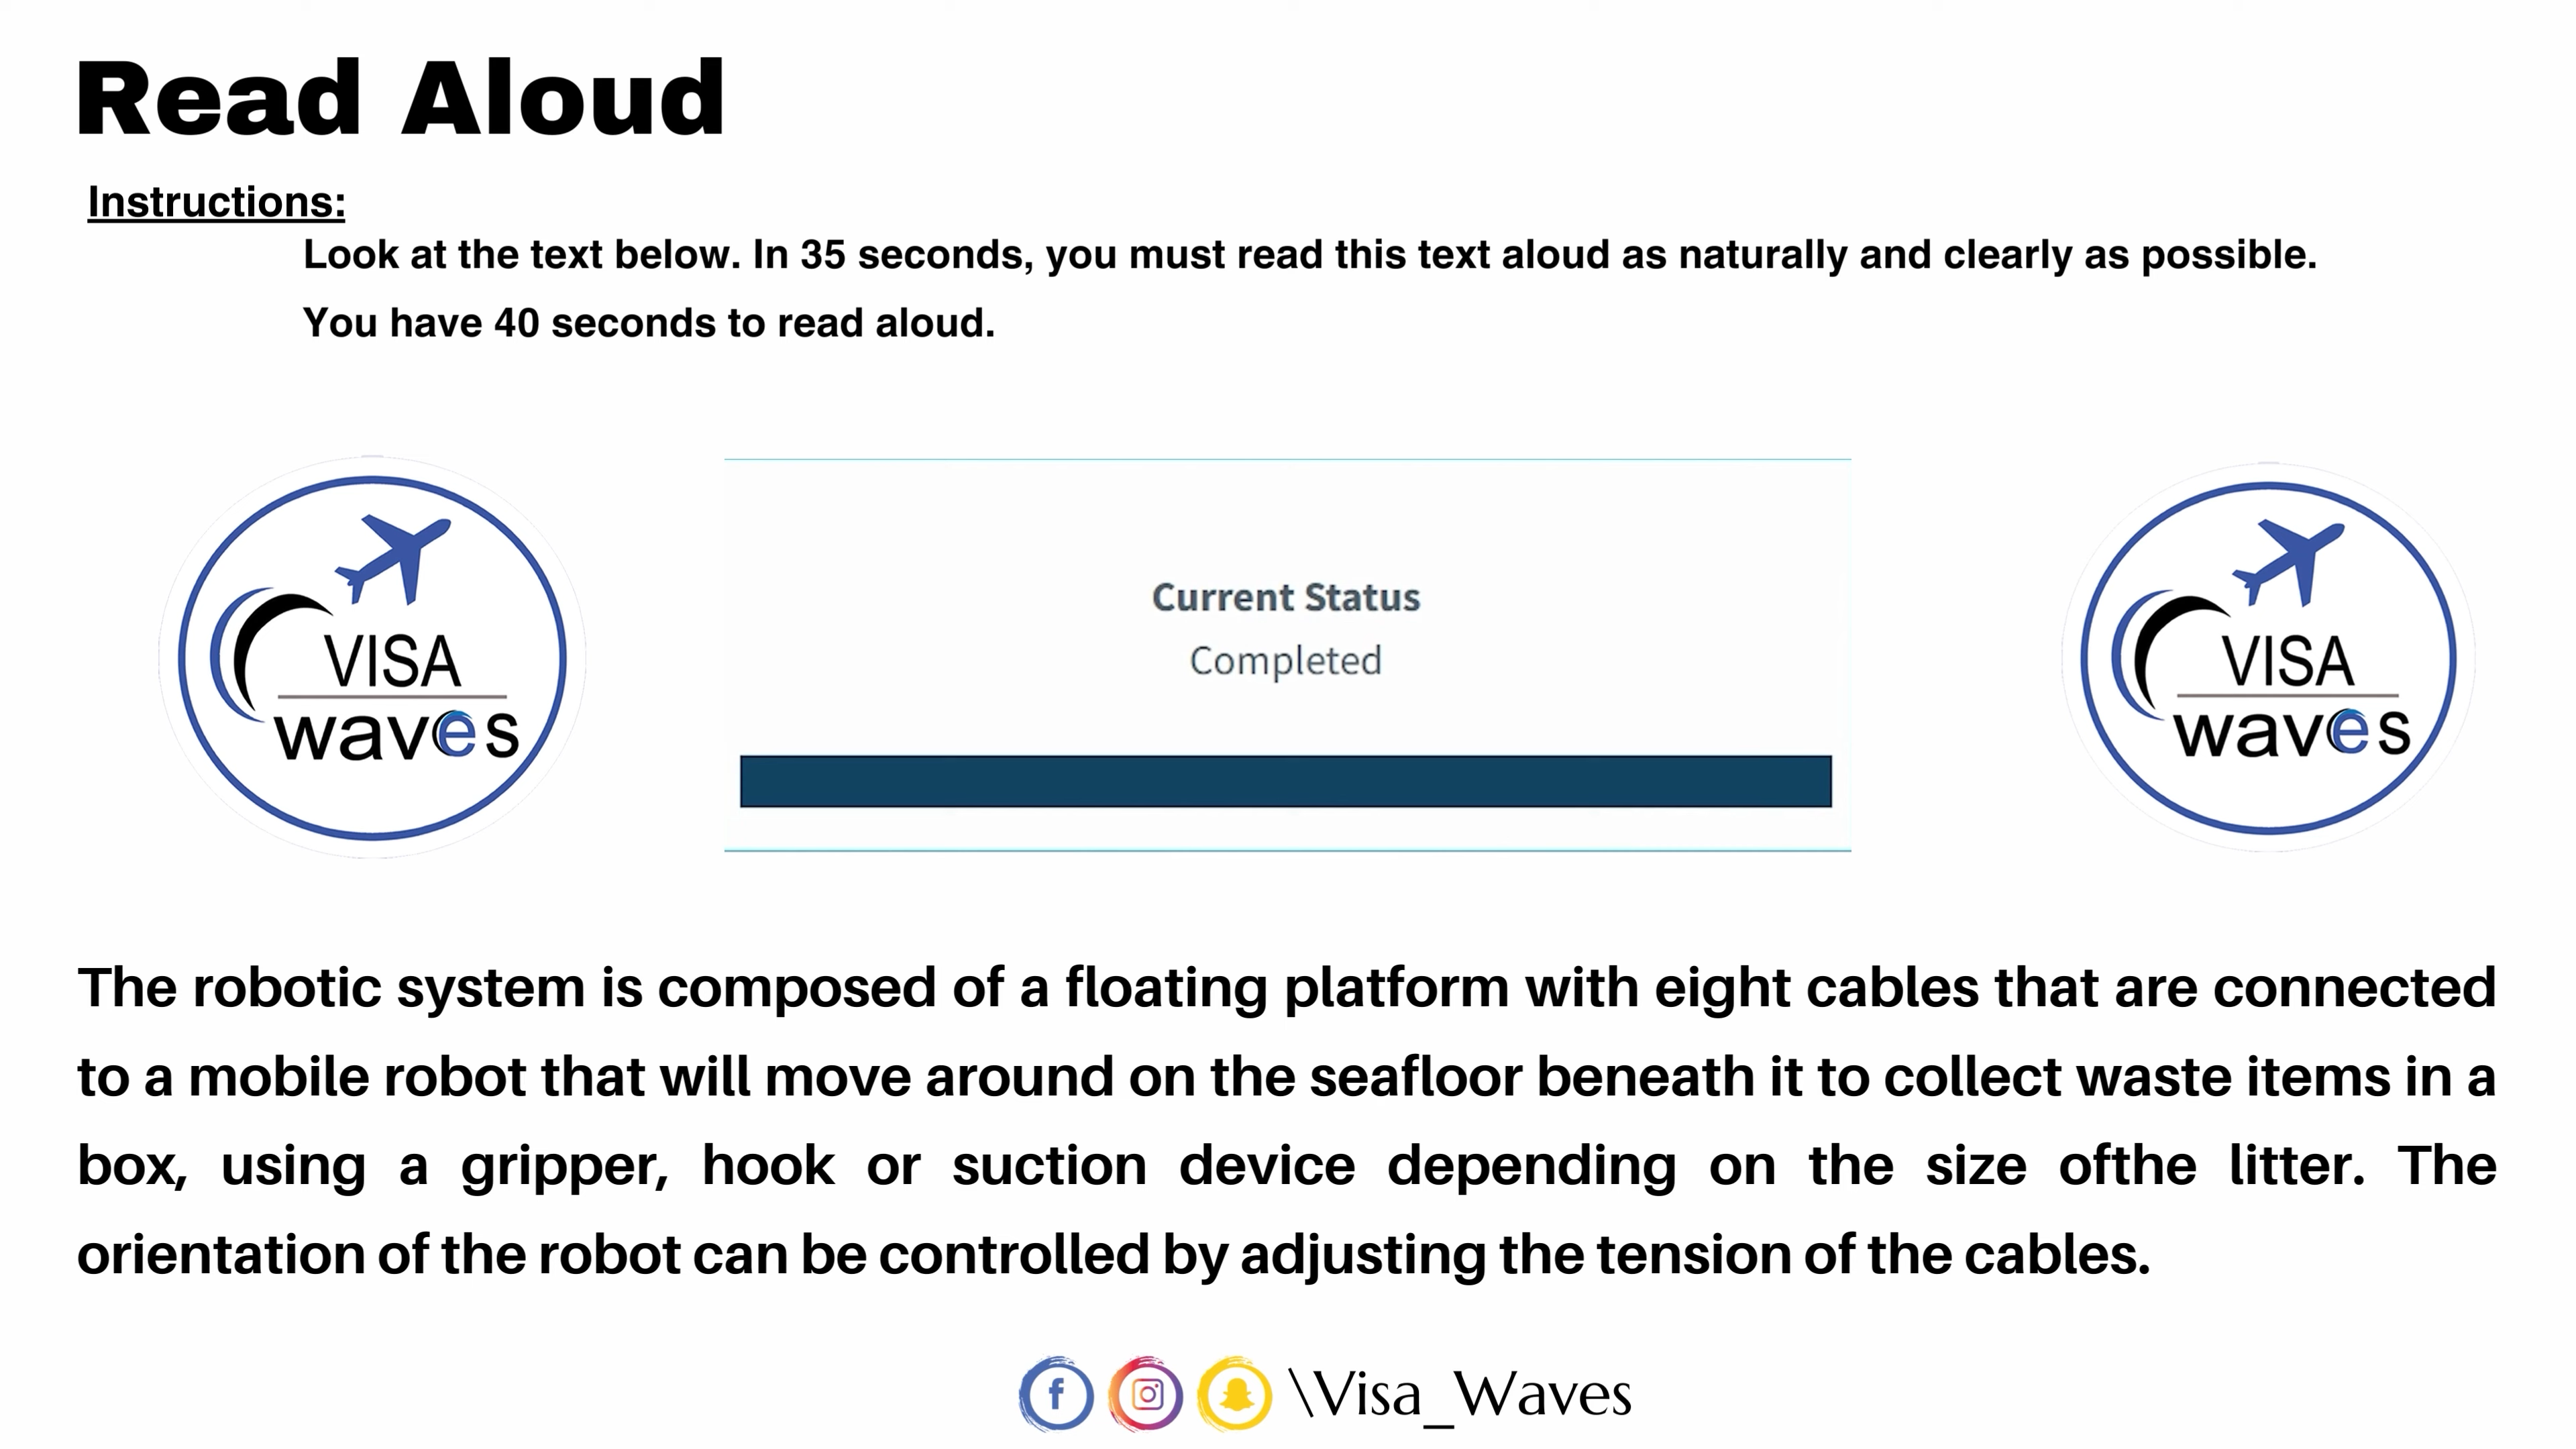 Read Aloud
Instructions:
Look at the text below. In 35 seconds, you must read this text aloud as naturally and clearly as possible.
You have 40 seconds to read aloud.
VISA
waves
Current Status
Completed
VISA
waves
The robotic system is composed of a floating platform with eight cables that are connected
to a mobile robot that will move around on the seafloor beneath it to collect waste items in a
box, using a gripper, hook or suction device depending on the size ofthe litter. The
orientation of the robot can be controlled by adjusting the tension of the cables.
\Visa_Waves